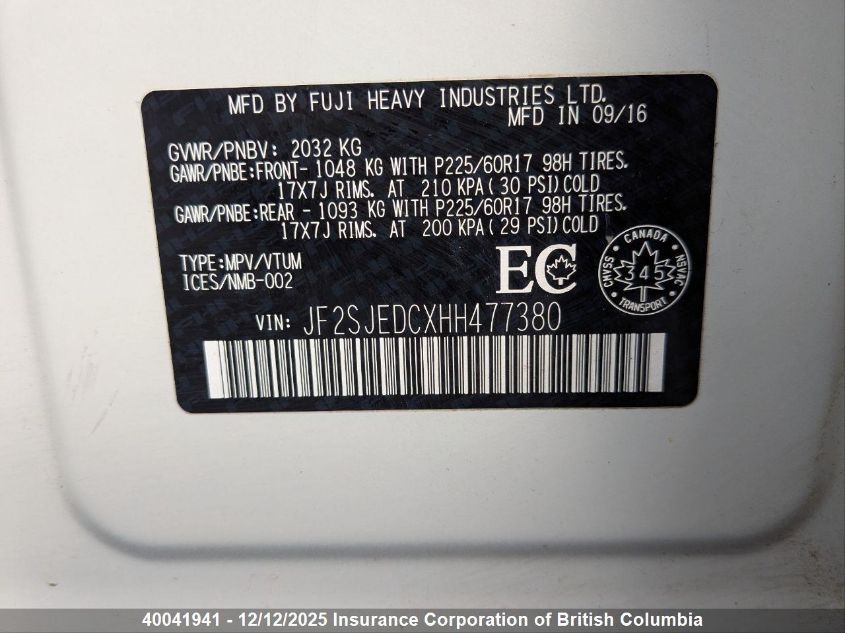 MFD BY FUJI HEAVY INDUSTRIES LTD.
MFD IN 09/16
GVWR/PNBV: 2032 KG
GAWR/PNBE:FRONT- 1048 KG WITH P225/60R17 98H TIRES.
17X7J RIMS. AT 210 KPA(30 PSI)COLD
GAWR/PNBE:REAR - 1093 KG WITH P225/60R17 98H TIRES.
17X7J RIMS. AT 200 KPA(29 PSI)COLD
TYPE:MPV/VTUM
ICES/NMB-002
EC
CANADA
CMVSS 345 NSVAC
TRANSPORT
VIN: JF2SJEDCXHH477380
40041941 - 12/12/2025 Insurance Corporation of British Columbia